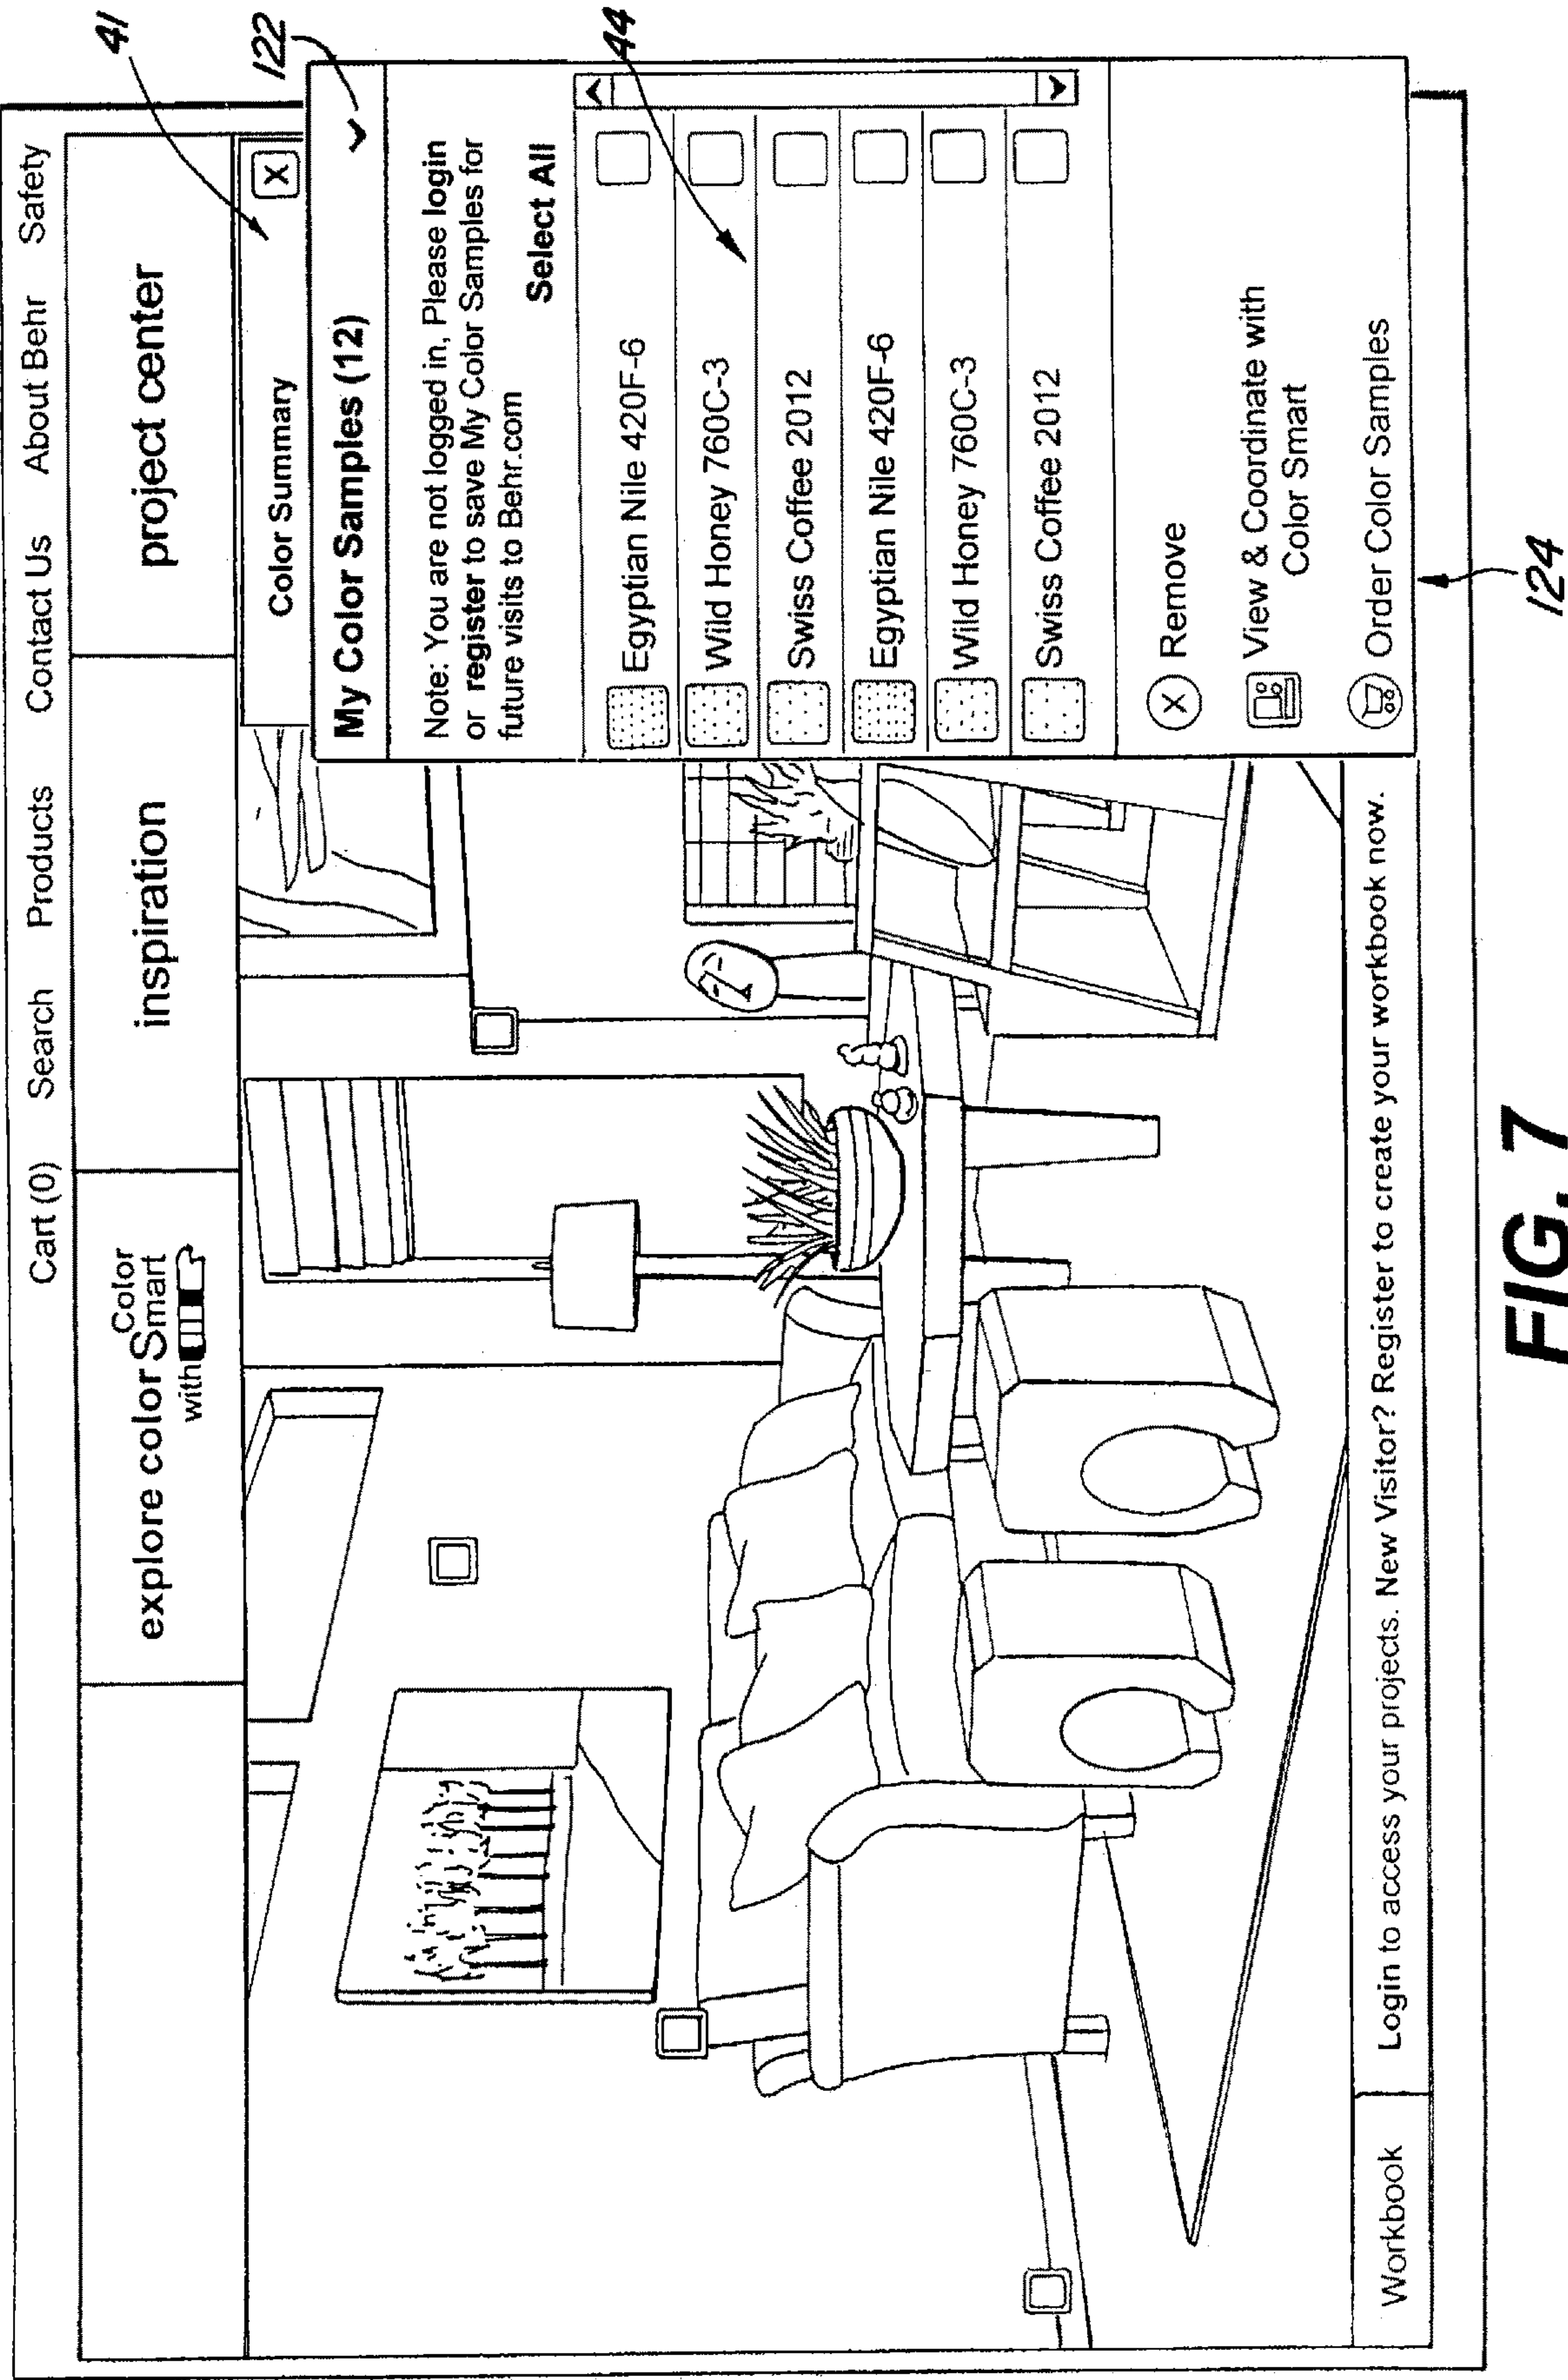 Cart (0) Search Products Contact Us About Behr Safety
explore color
with
Color
Smart
inspiration
project center
41
Color Summary
X
122
My Color Samples (12)
Note: You are not logged in, Please login
or register to save My Color Samples for
future visits to Behr.com
Select All
44
Egyptian Nile 420F-6
Wild Honey 760C-3
Swiss Coffee 2012
Egyptian Nile 420F-6
Wild Honey 760C-3
Swiss Coffee 2012
X Remove
View & Coordinate with
Color Smart
Order Color Samples
124
Workbook
Login to access your projects. New Visitor? Register to create your workbook now.
FIG. 7